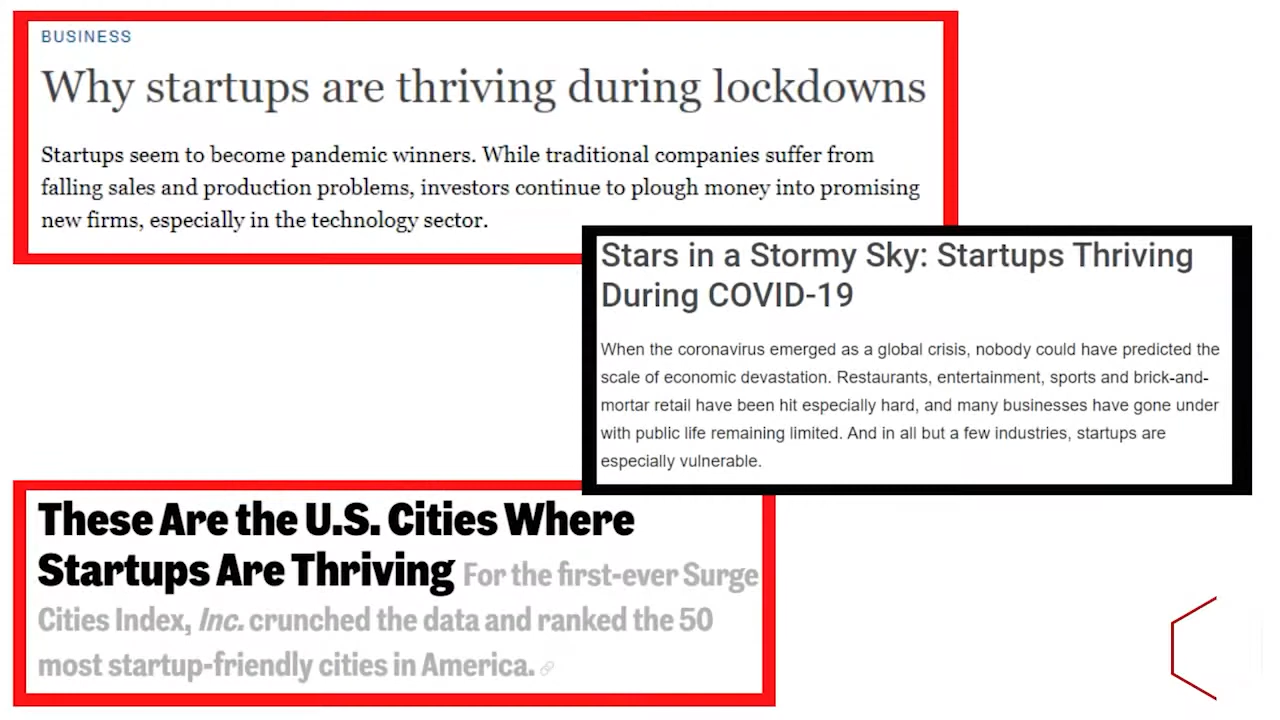 BUSINESS
Why startups are thriving during lockdowns
Startups seem to become pandemic winners. While traditional companies suffer from
falling sales and production problems, investors continue to plough money into promising
new firms, especially in the technology sector.
Stars in a Stormy Sky: Startups Thriving
During COVID-19
When the coronavirus emerged as a global crisis, nobody could have predicted the
scale of economic devastation. Restaurants, entertainment, sports and brick-and-
mortar retail have been hit especially hard, and many businesses have gone under
with public life remaining limited. And in all but a few industries, startups are
especially vulnerable.
These Are the U.S. Cities Where
Startups Are Thriving For the first-ever Surge
Cities Index, Inc. crunched the data and ranked the 50
most startup-friendly cities in America.